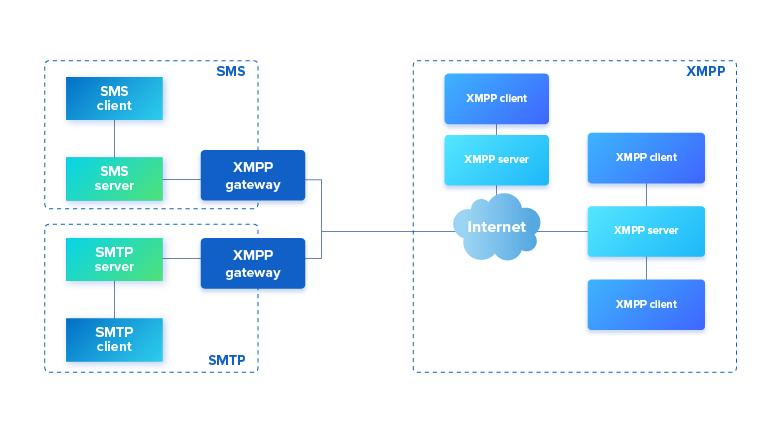 SMS
SMS
client
SMS
server
XMPP
gateway
SMTP
server
XMPP
gateway
SMTP
client
SMTP
XMPP
XMPP client
XMPP server
Internet
XMPP client
XMPP server
XMPP client